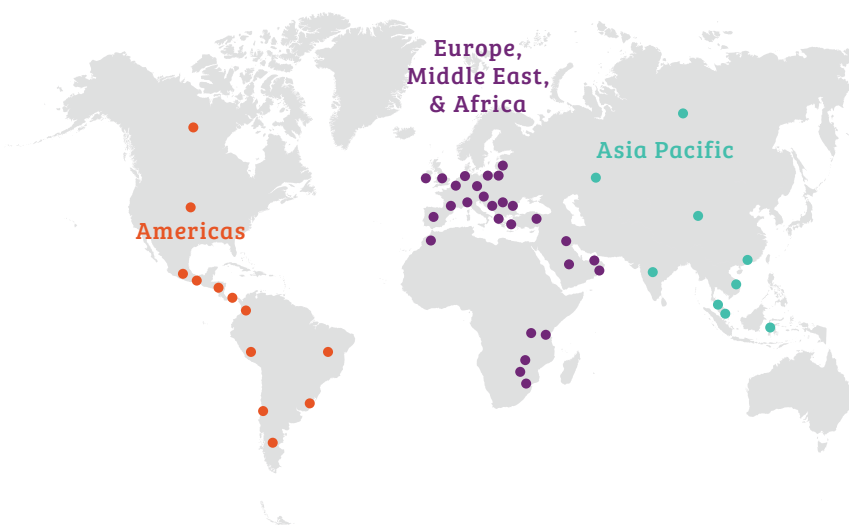 Europe,
Middle East,
& Africa
Asia Pacific
Americas